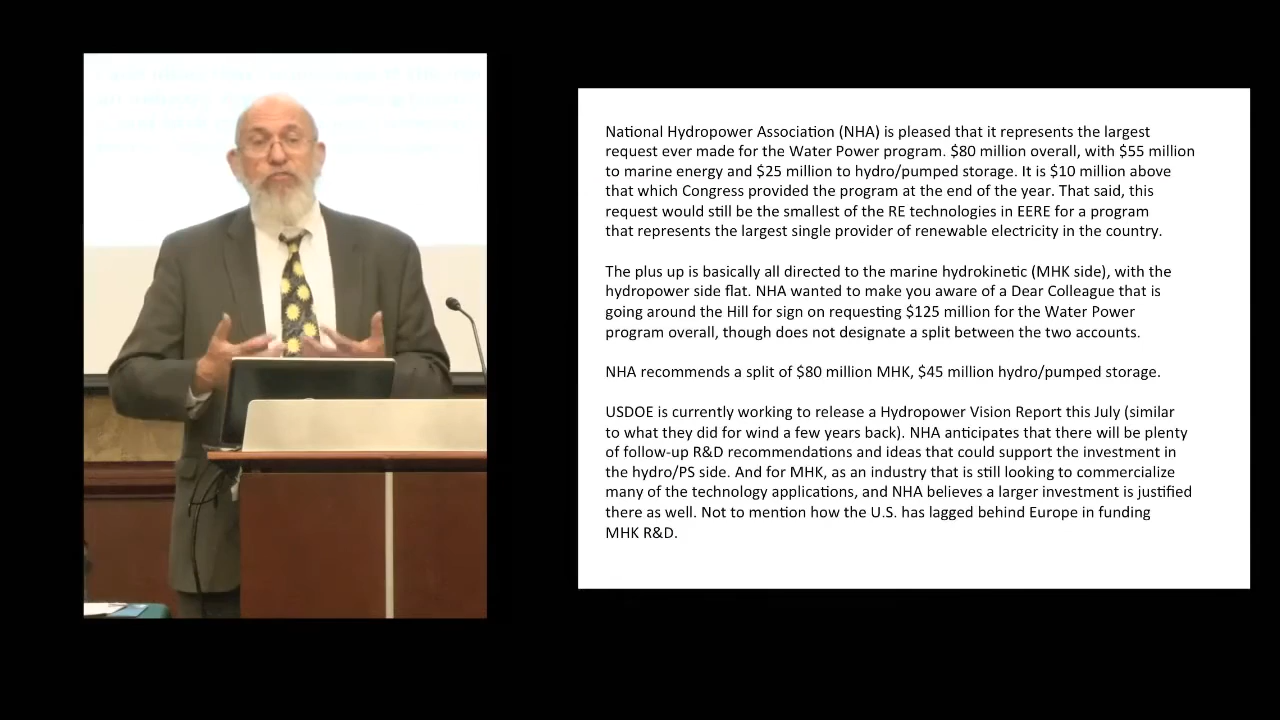 National Hydropower Association (NHA) is pleased that it represents the largest
request ever made for the Water Power program. $80 million overall, with $55 million
to marine energy and $25 million to hydro/pumped storage. It is $10 million above
that which Congress provided the program at the end of the year. That said, this
request would still be the smallest of the RE technologies in EERE for a program
that represents the largest single provider of renewable electricity in the country.
The plus up is basically all directed to the marine hydrokinetic (MHK side), with the
hydropower side flat. NHA wanted to make you aware of a Dear Colleague that is
going around the Hill for sign on requesting $125 million for the Water Power
program overall, though does not designate a split between the two accounts.
NHA recommends a split of $80 million MHK, $45 million hydro/pumped storage.
USDOE is currently working to release a Hydropower Vision Report this July (similar
to what they did for wind a few years back). NHA anticipates that there will be plenty
of follow-up R&D recommendations and ideas that could support the investment in
the hydro/PS side. And for MHK, as an industry that is still looking to commercialize
many of the technology applications, and NHA believes a larger investment is justified
there as well. Not to mention how the U.S. has lagged behind Europe in funding
MHK R&D.